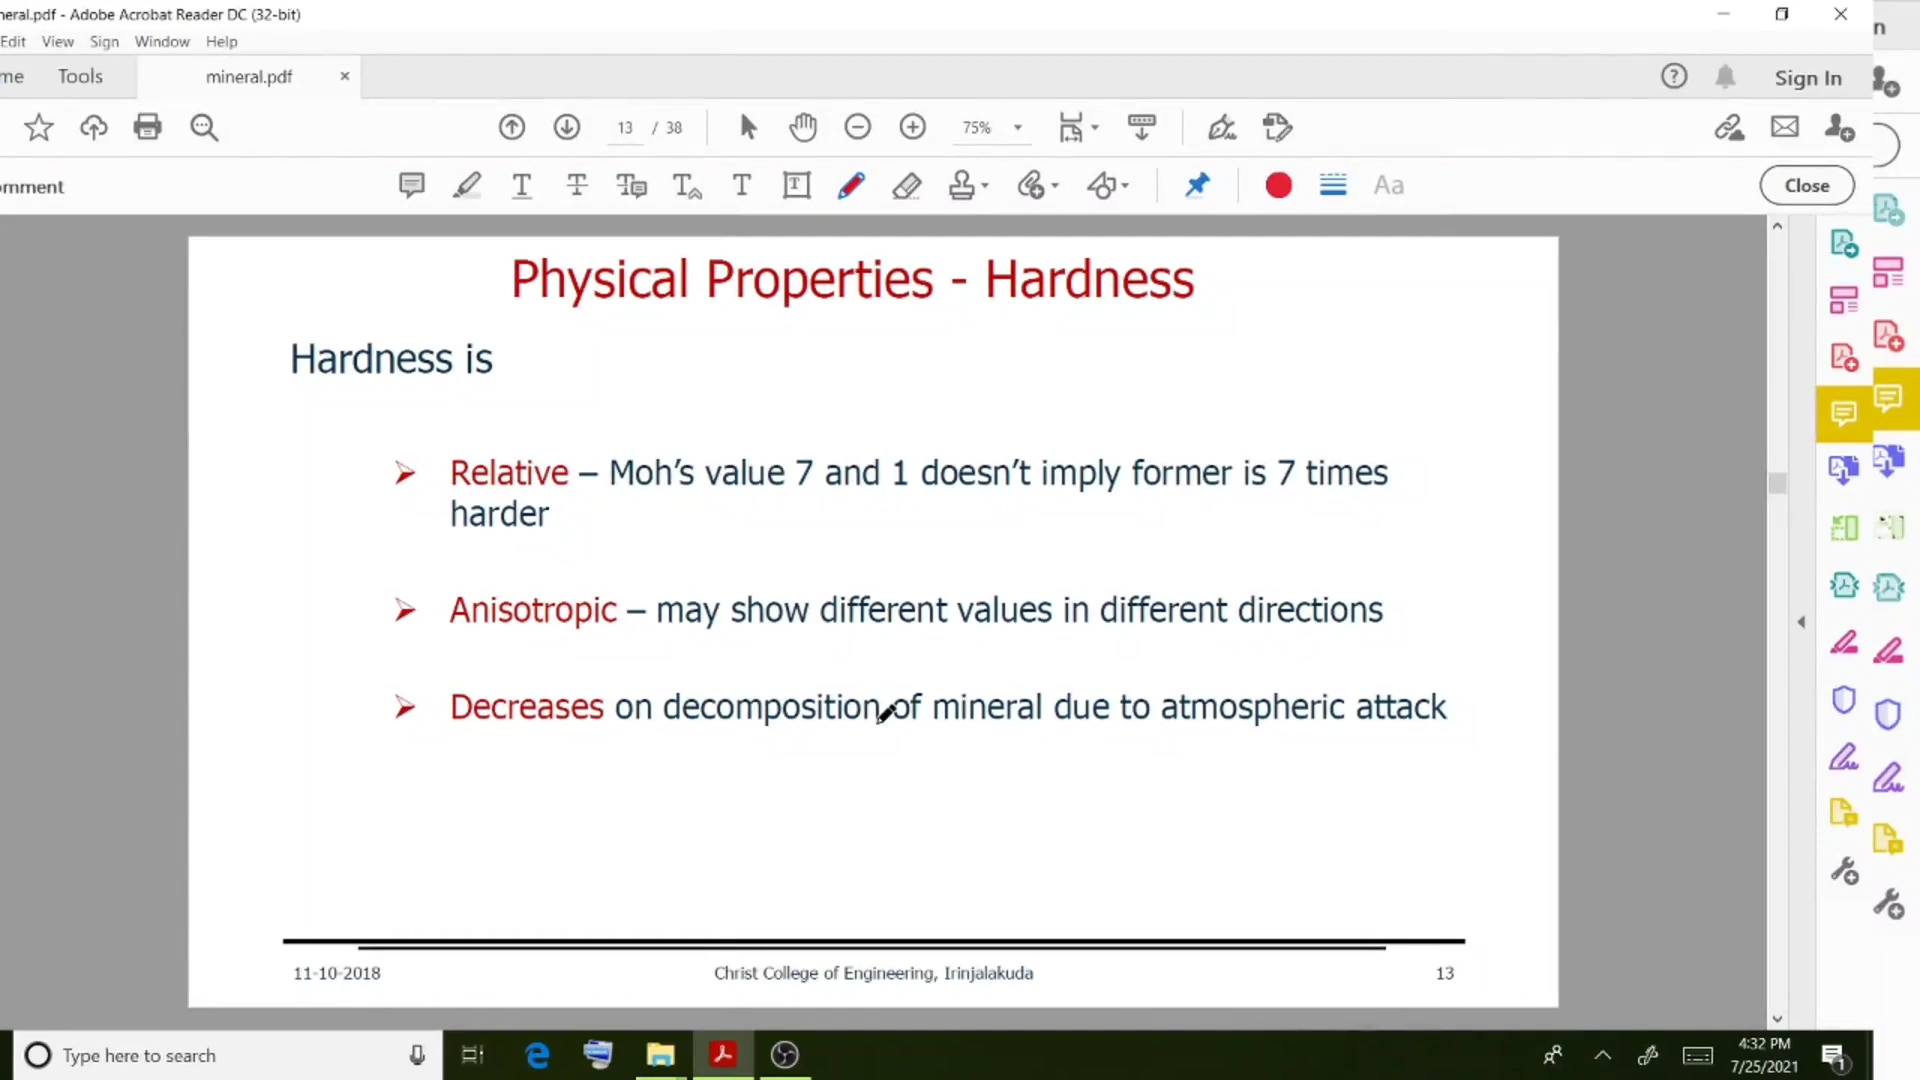 neral.pdf - Adobe Acrobat Reader DC (32-bit)
Edit View Sign Window Help
me Tools mineral.pdf Sign In
13 / 38 75%
omment Aa Close
Physical Properties - Hardness
Hardness is
Relative – Moh's value 7 and 1 doesn't imply former is 7 times
harder
Anisotropic – may show different values in different directions
Decreases on decomposition of mineral due to atmospheric attack
11-10-2018 Christ College of Engineering, Irinjalakuda 13
Type here to search
4:32 PM
7/25/2021
1